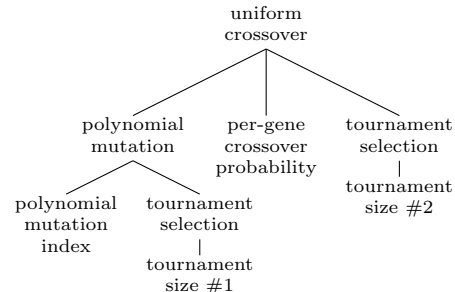 uniform
crossover
polynomial
mutation
per-gene
crossover
probability
tournament
selection
tournament
size #2
polynomial
mutation
index
tournament
selection
tournament
size #1